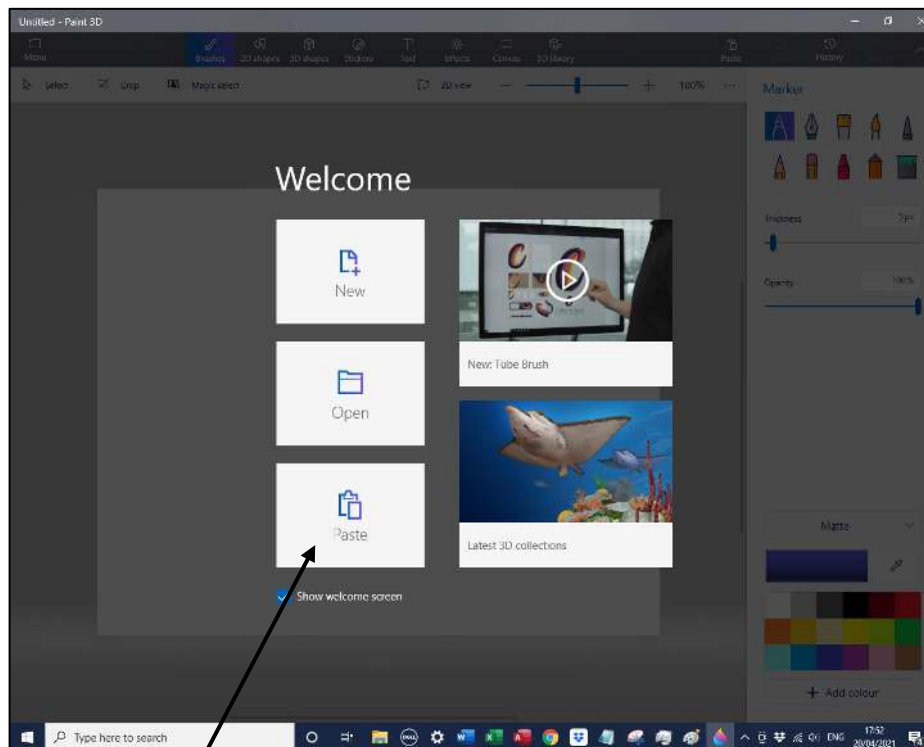 Untitled - Paint 3D
Menu
Brushes 2D shapes 3D shapes Stickers Text Effects Canvas 3D library Paste History
Select Crop Magic select 3D view 100%
Marker
Welcome
New
Thickness
Opacity 100%
New: Tube Brush
Open
Paste
Latest 3D collections
Matte
Show welcome screen
Add colour
Type here to search
ENG 17:52
20/04/2021